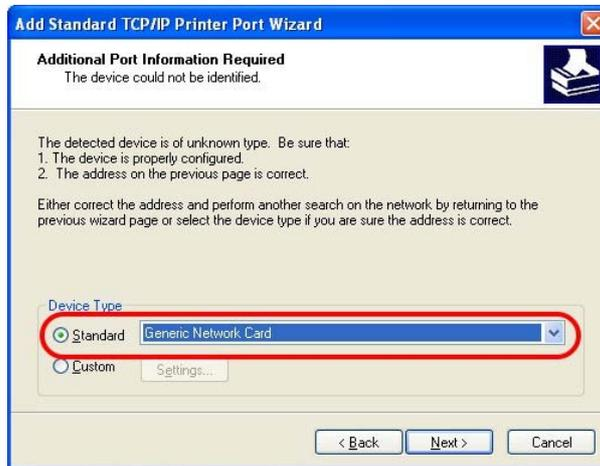 Add Standard TCP/IP Printer Port Wizard
Additional Port Information Required
The device could not be identified.
The detected device is of unknown type. Be sure that:
1. The device is properly configured.
2. The address on the previous page is correct.
Either correct the address and perform another search on the network by returning to the
previous wizard page or select the device type if you are sure the address is correct.
Device Type
Standard Generic Network Card
Custom Settings...
< Back Next > Cancel